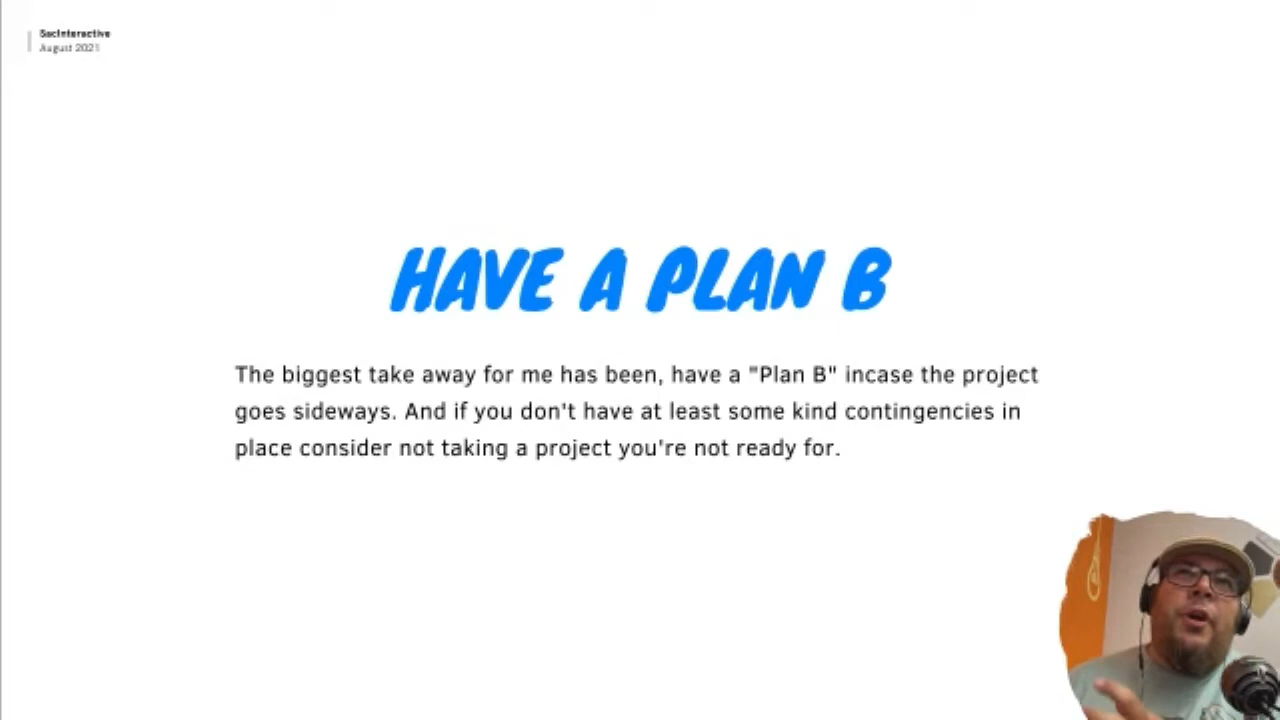 SacInteractive
August 2021
HAVE A PLAN B
The biggest take away for me has been, have a "Plan B" incase the project
goes sideways. And if you don't have at least some kind contingencies in
place consider not taking a project you're not ready for.